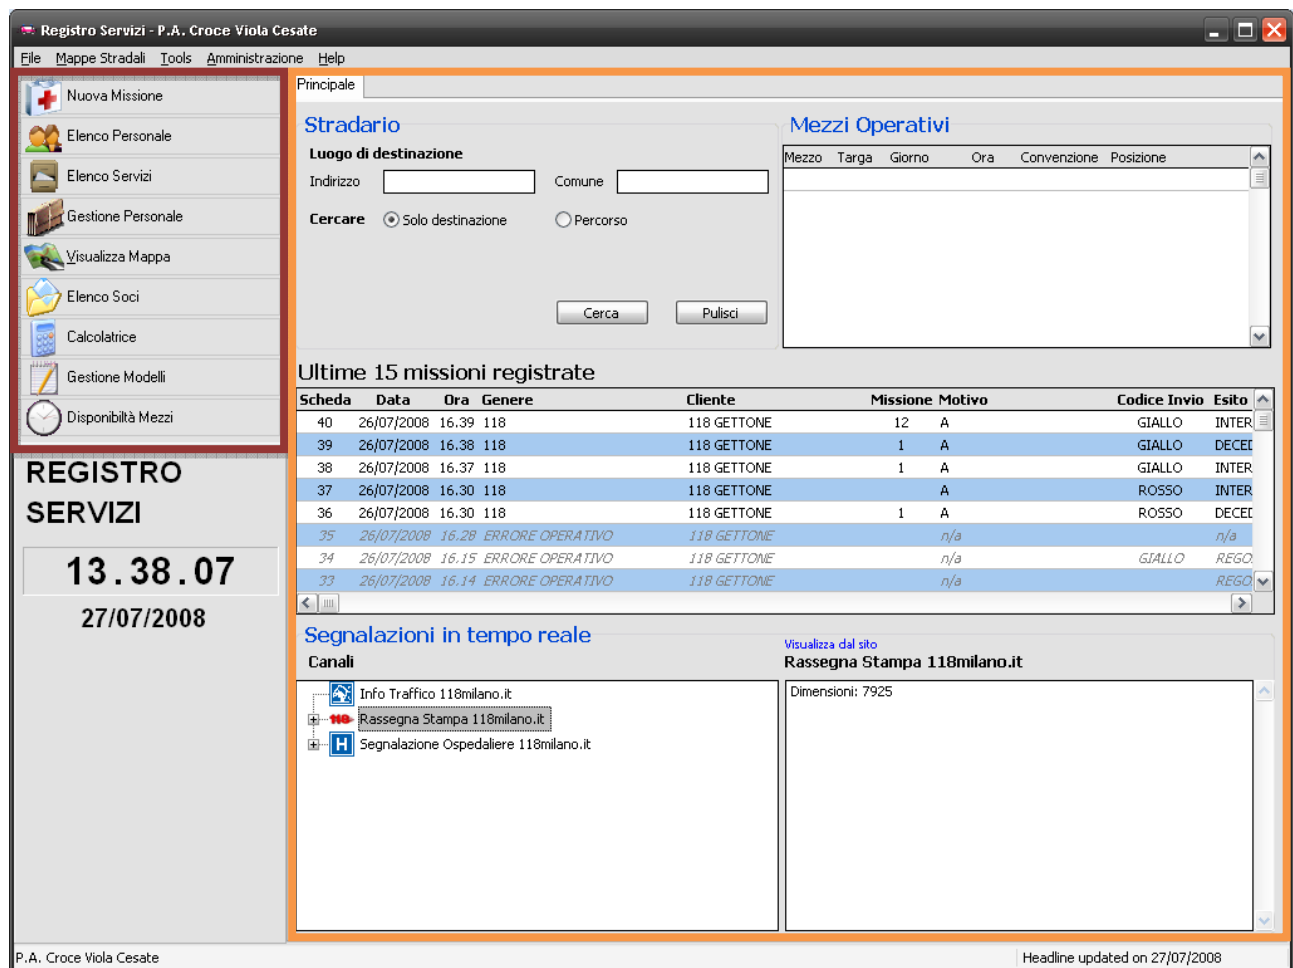 Registro Servizi - P.A. Croce Viola Cesate
File Mappe Stradali Tools Amministrazione Help
Nuova Missione
Elenco Personale
Elenco Servizi
Gestione Personale
Visualizza Mappa
Elenco Soci
Calcolatrice
Gestione Modelli
Disponibiltà Mezzi
REGISTRO
SERVIZI
13.38.07
27/07/2008
Principale
Stradario
Luogo di destinazione
Indirizzo Comune
Cercare Solo destinazione Percorso
Cerca Pulisci
Mezzi Operativi
Mezzo Targa Giorno Ora Convenzione Posizione
Ultime 15 missioni registrate
Scheda Data Ora Genere Cliente Missione Motivo Codice Invio Esito
40 26/07/2008 16.39 118 118 GETTONE 12 A GIALLO INTER
39 26/07/2008 16.38 118 118 GETTONE 1 A GIALLO DECED
38 26/07/2008 16.37 118 118 GETTONE 1 A GIALLO INTER
37 26/07/2008 16.30 118 118 GETTONE A ROSSO INTER
36 26/07/2008 16.30 118 118 GETTONE 1 A ROSSO DECED
35 26/07/2008 16.28 ERRORE OPERATIVO 118 GETTONE n/a n/a
34 26/07/2008 16.15 ERRORE OPERATIVO 118 GETTONE n/a GIALLO REGO
33 26/07/2008 16.14 ERRORE OPERATIVO 118 GETTONE n/a REGO
Segnalazioni in tempo reale
Canali
Info Traffico 118milano.it
118 Rassegna Stampa 118milano.it
H Segnalazione Ospedaliere 118milano.it
Visualizza dal sito
Rassegna Stampa 118milano.it
Dimensioni: 7925
P.A. Croce Viola Cesate
Headline updated on 27/07/2008